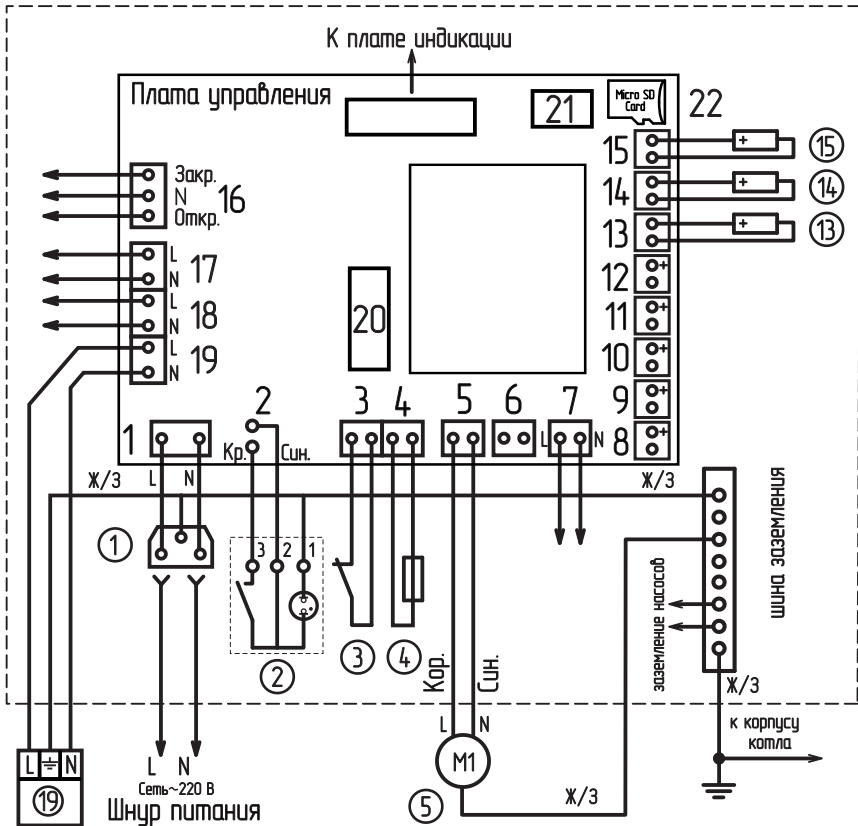 К плате индикации
Плата управления
21
Micro SD
Card
22
15
+
15
14
+
14
13
+
13
Закр.
N
Откр.
16
L
N
17
L
N
18
L
N
19
12
+
11
+
10
+
9
+
8
+
20
1
2
3
4
5
6
7
L
N
Кр.
Син.
L
N
Ж/З
Ж/З
1
3
2
1
2
3
4
Кор.
Син.
шина заземления
заземление насосов
Ж/З
к корпусу
котла
L
N
L
N
19
L
N
Сеть~220 В
Шнур питания
M1
5
Ж/З